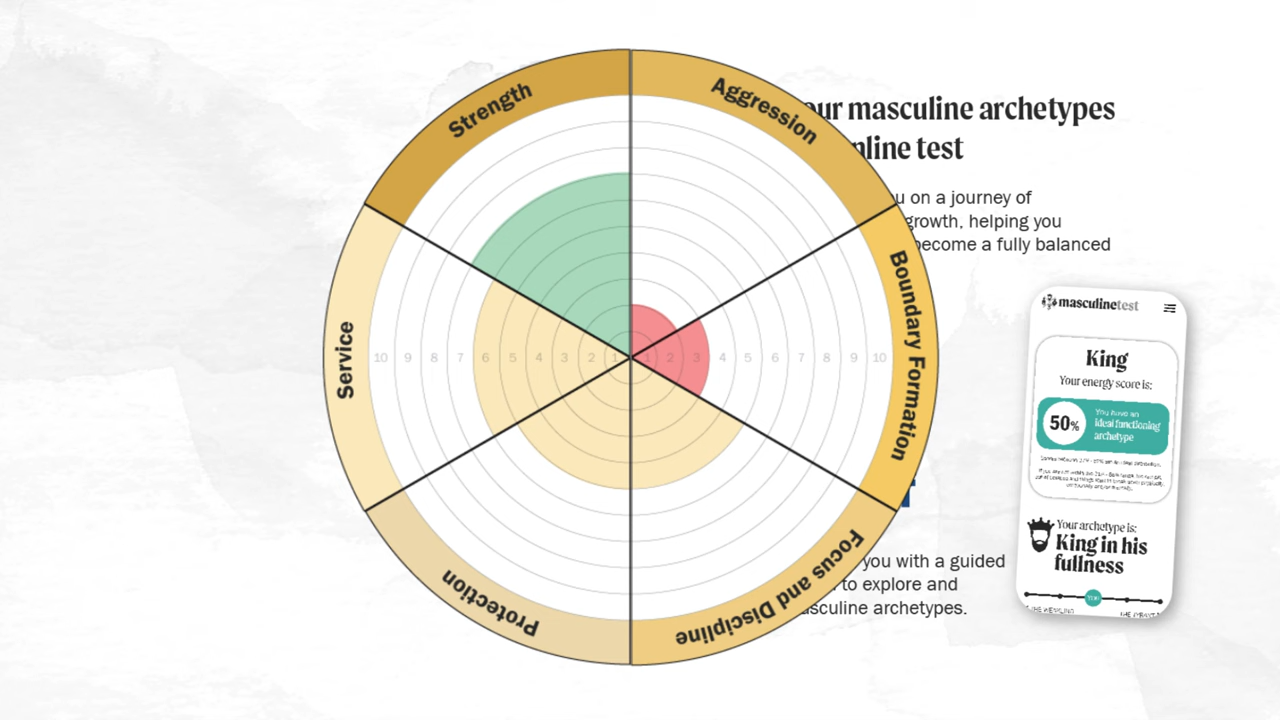 Strength
Aggression
Boundary Formation
Focus and Discipline
Protection
Service
10 9 8 7 6 5 4 3 2 1 1 2 3 4 5 6 7 8 9 10
our masculine archetypes
nline test
u on a journey of
growth, helping you
become a fully balanced
you with a guided
to explore and
asculine archetypes.
masculinetest
King
Your energy score is:
50%
You have an
ideal functioning
archetype
Your archetype is:
King in his
fullness